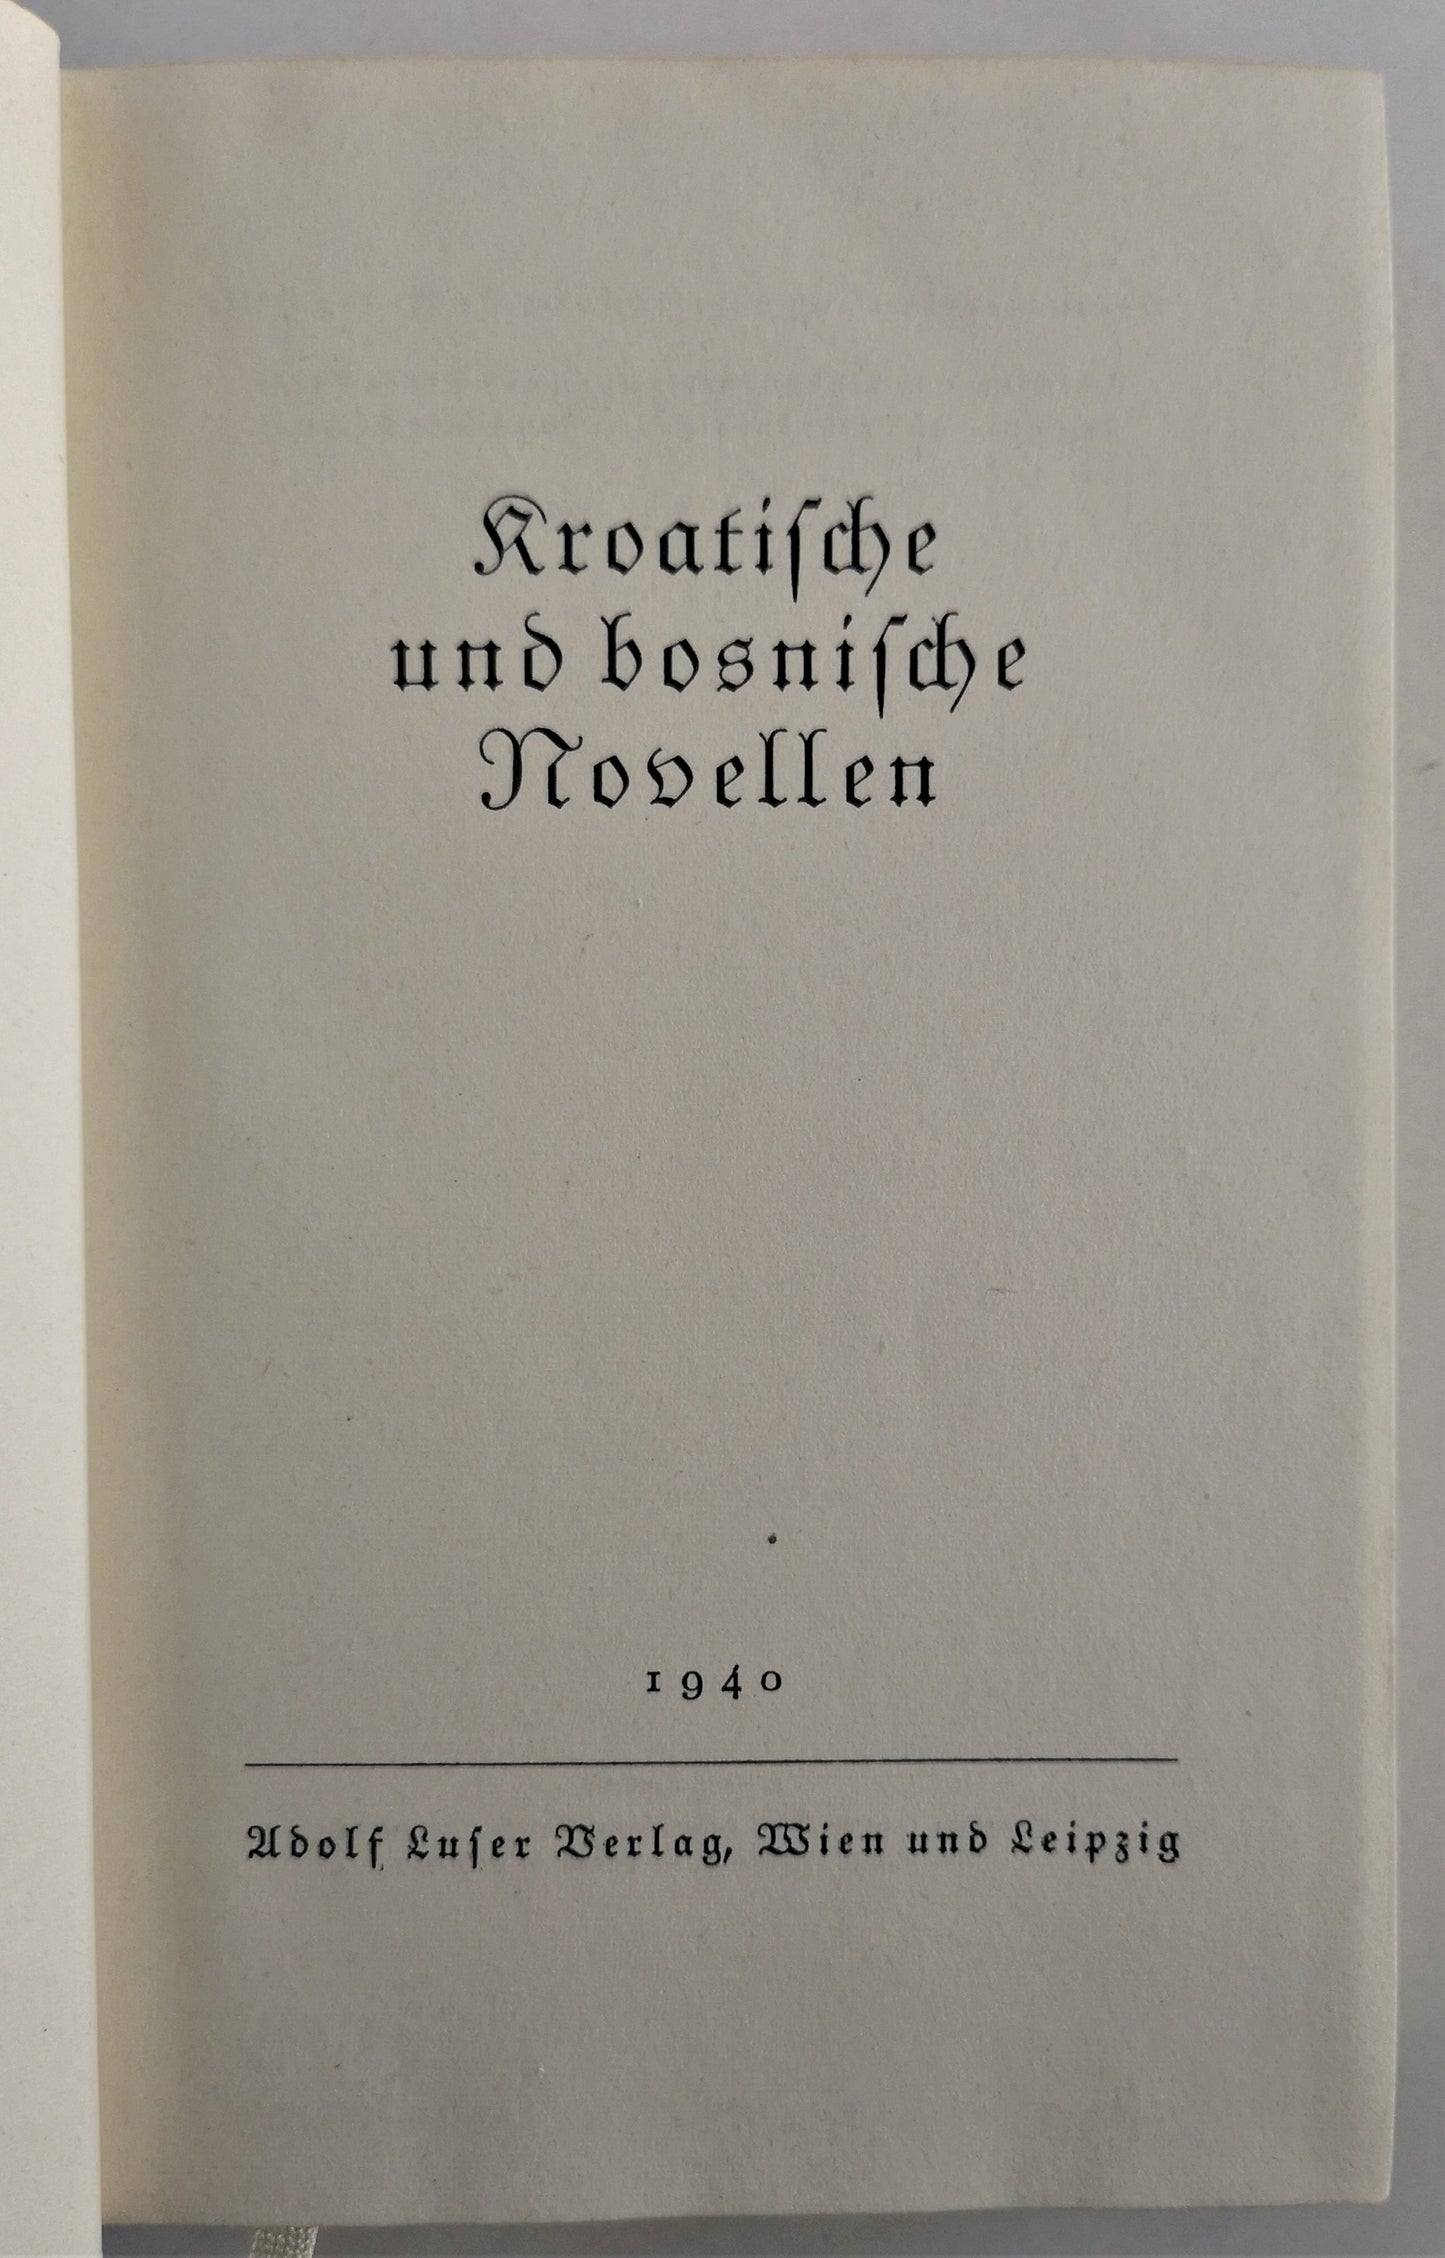 Kroatiſche
und bosniſche
Novellen
1940
Adolf Luſer Verlag, Wien und Leipzig